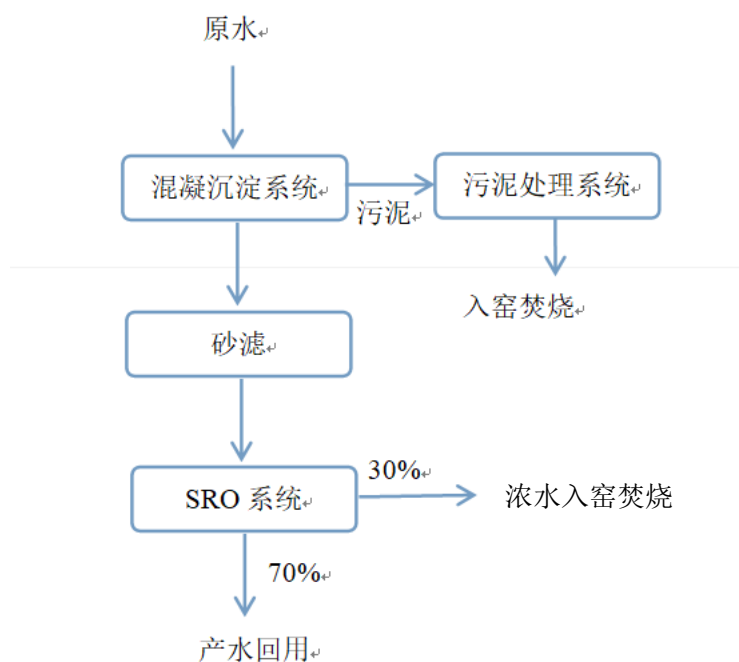 原水
混凝沉淀系统
污泥处理系统
污泥
入窑焚烧
砂滤
30%
SRO 系统
浓水入窑焚烧
70%
产水回用